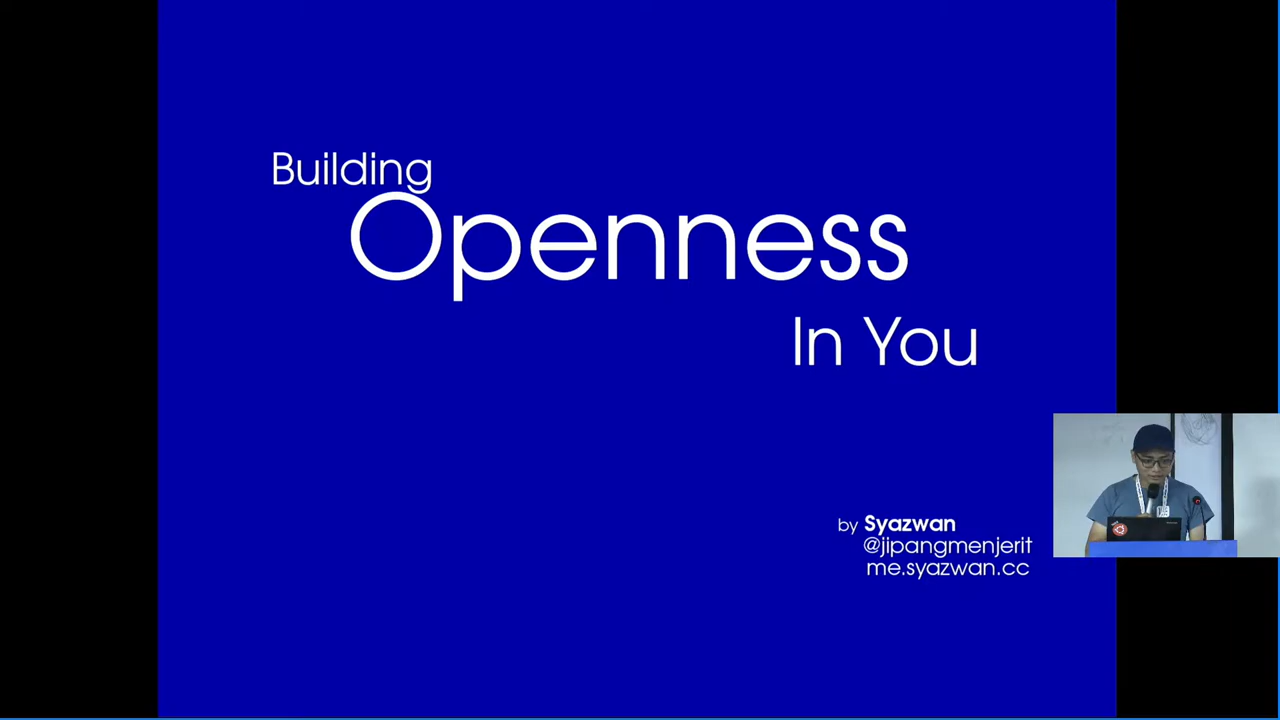 Building
Openness
In You
by Syazwan
@jipangmenjerit
me.syazwan.cc